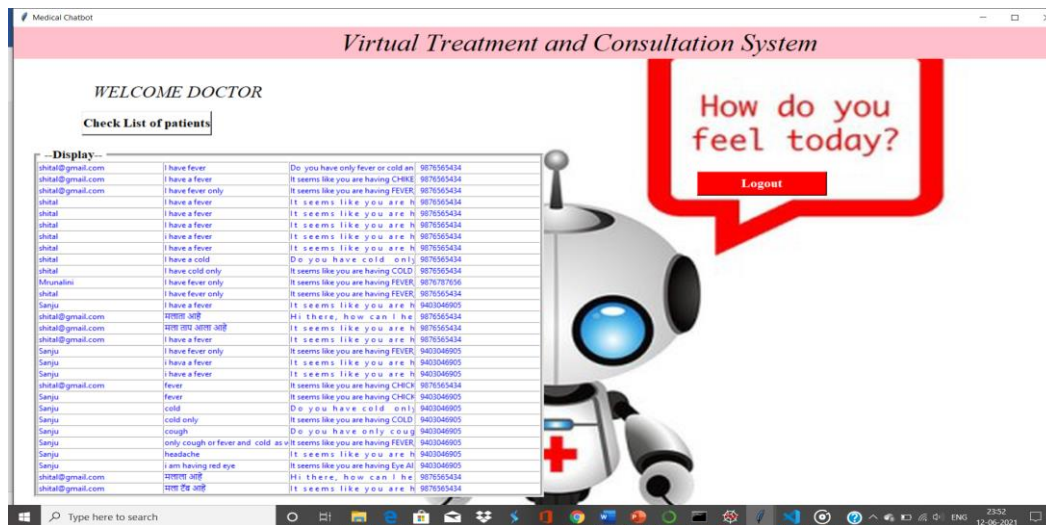 Medical Chatbot
Virtual Treatment and Consultation System
WELCOME DOCTOR
Check List of patients
How do you
feel today?
Logout
--Display--
shital@gmail.com I have fever Do you have only fever or cold an 9876565434
shital@gmail.com I have a fever It seems like you are having CHIKE 9876565434
shital@gmail.com I have fever only It seems like you are having FEVER, 9876565434
shital I have a fever It seems like you are h 9876565434
shital I have a fever It seems like you are h 9876565434
shital I have a fever It seems like you are h 9876565434
shital i have a fever It seems like you are h 9876565434
shital I have a fever It seems like you are h 9876565434
shital I have a cold Do you have cold only 9876565434
shital I have cold only It seems like you are having COLD 9876565434
Mrunalini I have fever only It seems like you are having FEVER, 9876787656
shital I have fever only It seems like you are having FEVER, 9876565434
Sanju I have a fever It seems like you are h 9403046905
shital@gmail.com मलाला आहे Hi there, how can I he 9876565434
shital@gmail.com मला ताप आला आहे It seems like you are h 9876565434
shital@gmail.com I have a fever It seems like you are h 9876565434
Sanju I have fever only It seems like you are having FEVER, 9403046905
Sanju i hava a fever It seems like you are h 9403046905
Sanju i have a fever It seems like you are h 9403046905
shital@gmail.com fever It seems like you are having CHICK 9876565434
Sanju fever It seems like you are having CHICK 9403046905
Sanju cold Do you have cold only 9403046905
Sanju cold only It seems like you are having COLD 9403046905
Sanju cough Do you have only coug 9403046905
Sanju only cough or fever and cold as w It seems like you are having FEVER, 9403046905
Sanju headache It seems like you are h 9403046905
Sanju i am having red eye It seems like you are having Eye Al 9403046905
shital@gmail.com मलाला आहे Hi there, how can I he 9876565434
shital@gmail.com मला टॅब आहे It seems like you are h 9876565434
Type here to search
ENG
23:52
12-06-2021